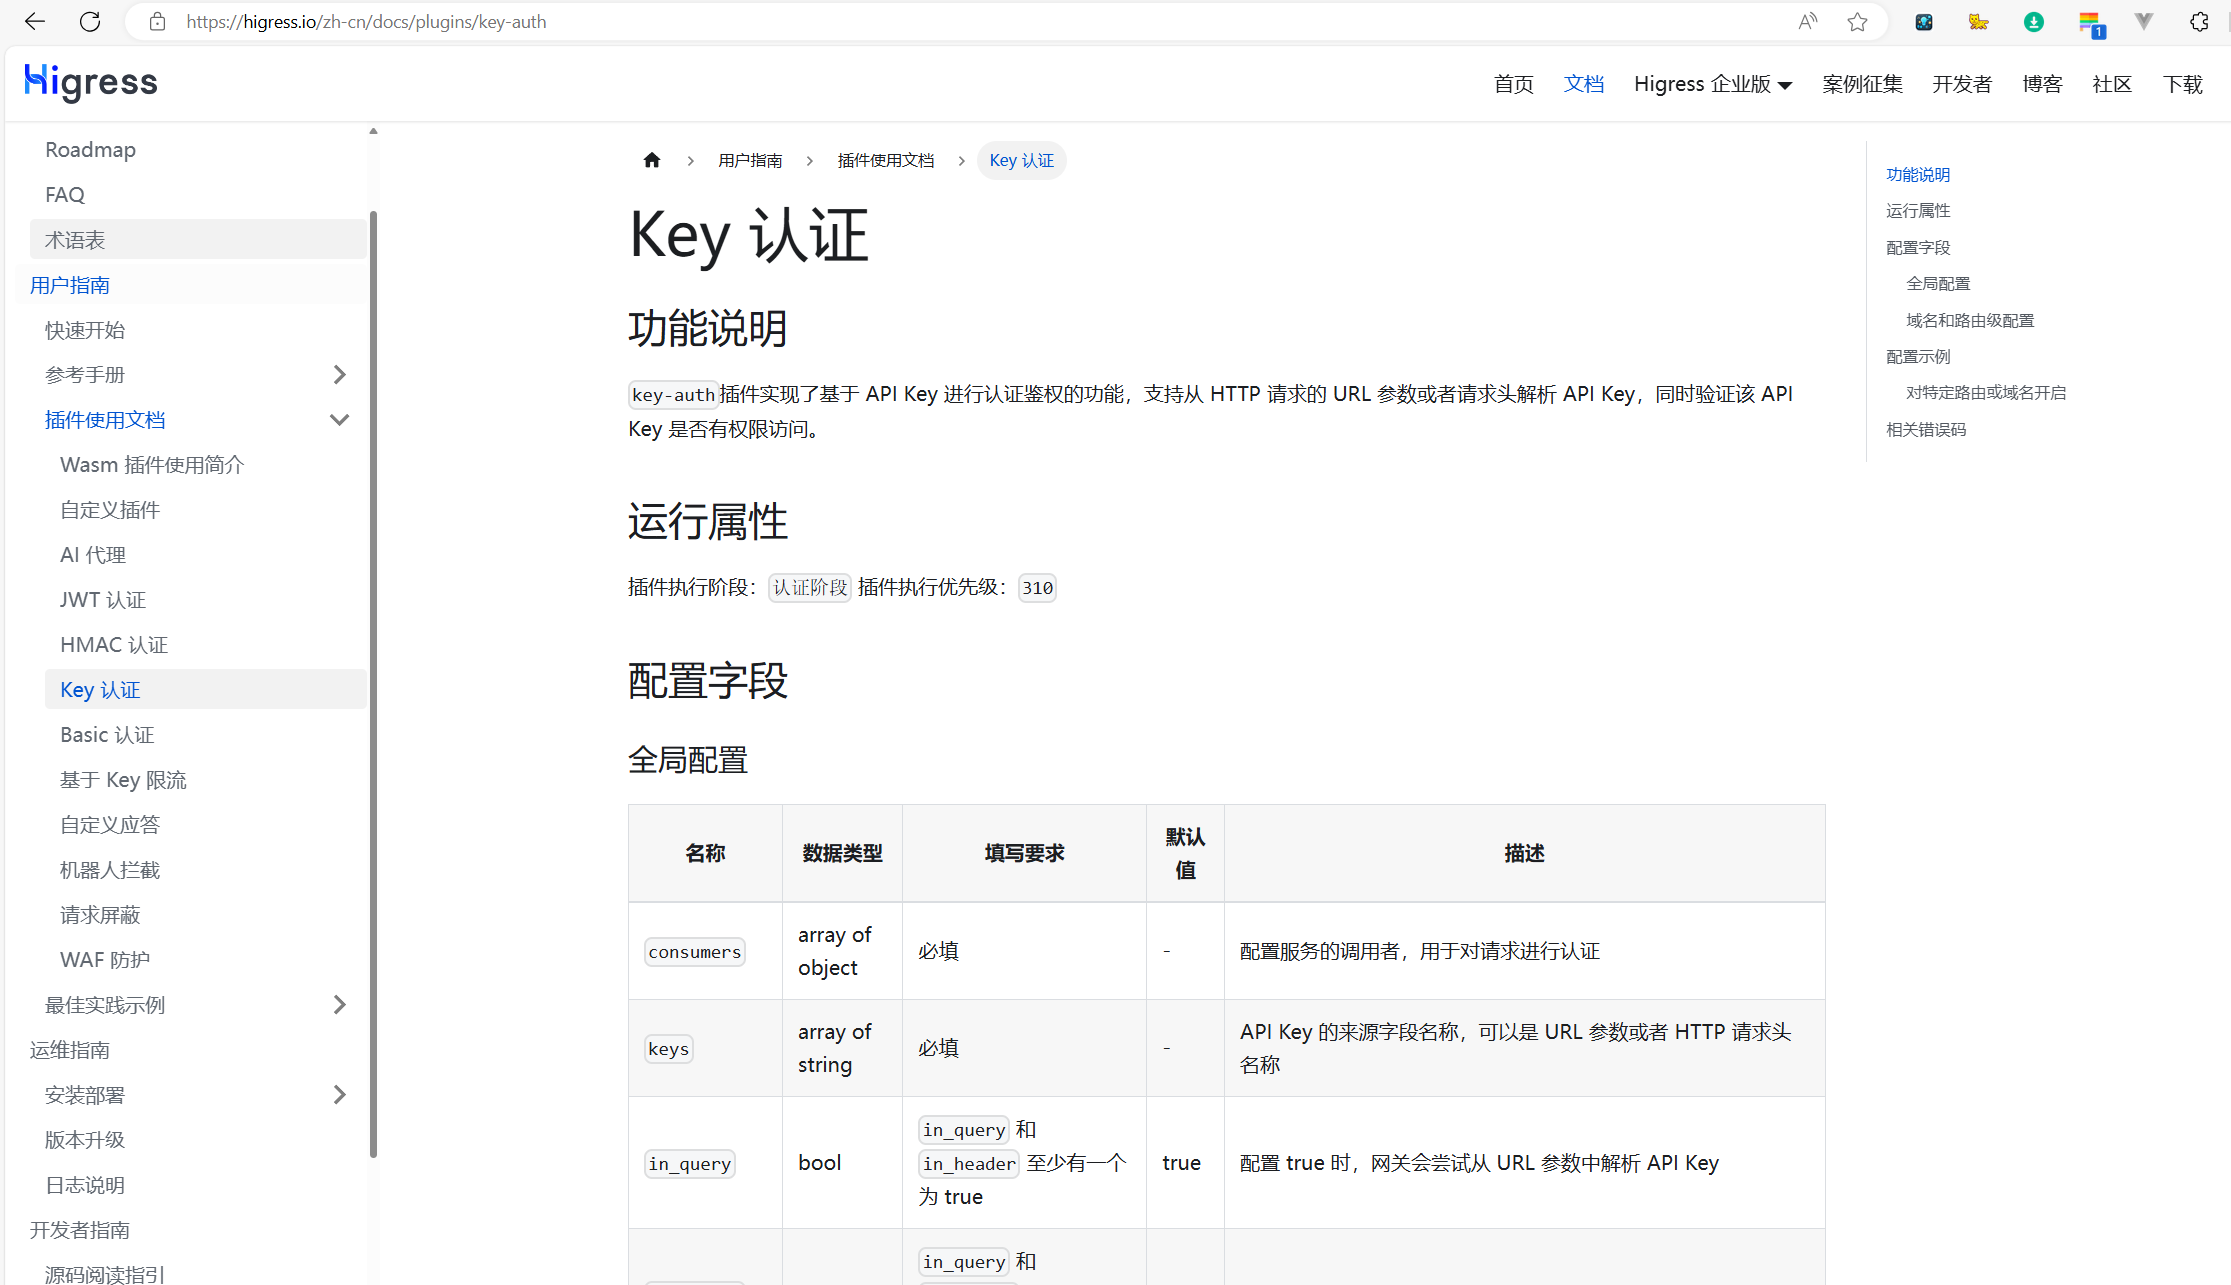 https://higress.io/zh-cn/docs/plugins/key-auth
1
Higress
首页
文档
Higress 企业版
案例征集
开发者
博客
社区
下载
Roadmap
FAQ
术语表
用户指南
快速开始
参考手册
插件使用文档
Wasm 插件使用简介
自定义插件
AI 代理
JWT 认证
HMAC 认证
Key 认证
Basic 认证
基于 Key 限流
自定义应答
机器人拦截
请求屏蔽
WAF 防护
最佳实践示例
运维指南
安装部署
版本升级
日志说明
开发者指南
源码阅读指引
用户指南 > 插件使用文档 > Key 认证
Key 认证
功能说明
key-auth插件实现了基于 API Key 进行认证鉴权的功能，支持从 HTTP 请求的 URL 参数或者请求头解析 API Key，同时验证该 API
Key 是否有权限访问。
运行属性
插件执行阶段：认证阶段 插件执行优先级：310
配置字段
全局配置
名称
数据类型
填写要求
默认
值
描述
consumers
array of
object
必填
-
配置服务的调用者，用于对请求进行认证
keys
array of
string
必填
-
API Key 的来源字段名称，可以是 URL 参数或者 HTTP 请求头
名称
in_query
bool
in_query 和
in_header 至少有一个
为 true
true
配置 true 时，网关会尝试从 URL 参数中解析 API Key
in_query 和
功能说明
运行属性
配置字段
全局配置
域名和路由级配置
配置示例
对特定路由或域名开启
相关错误码